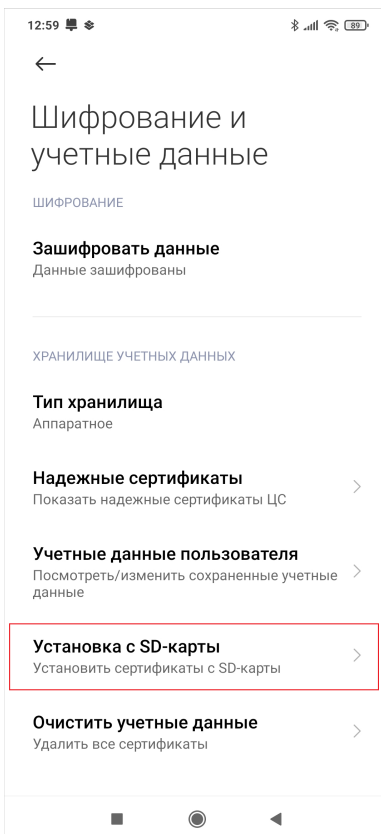 12:59
89
Шифрование и
учетные данные
ШИФРОВАНИЕ
Зашифровать данные
Данные зашифрованы
ХРАНИЛИЩЕ УЧЕТНЫХ ДАННЫХ
Тип хранилища
Аппаратное
Надежные сертификаты
Показать надежные сертификаты ЦС
Учетные данные пользователя
Посмотреть/изменить сохраненные учетные
данные
Установка с SD-карты
Установить сертификаты с SD-карты
Очистить учетные данные
Удалить все сертификаты